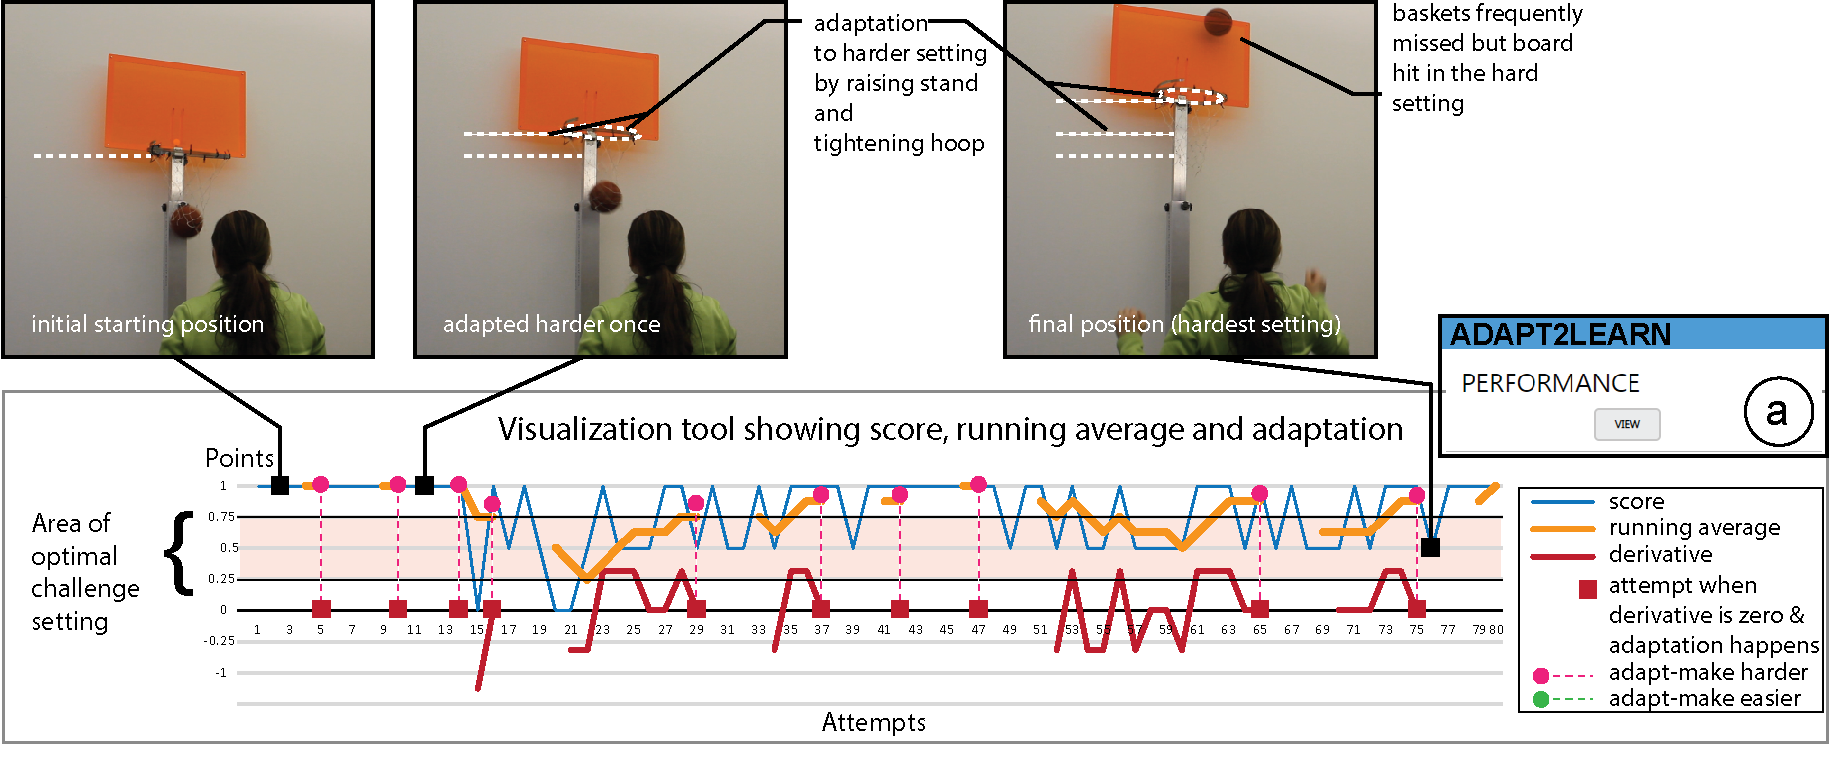 initial starting position
adapted harder once
adaptation
to harder setting
by raising stand
and
tightening hoop
final position (hardest setting)
baskets frequently
missed but board
hit in the hard
setting
ADAPT2LEARN
PERFORMANCE
VIEW
a
Visualization tool showing score, running average and adaptation
Points
Area of
optimal
challenge
setting
{
1
0.75
0.5
0.25
0
-0.25
-1
1 3 5 7 9 11 13 15 17 19 21 23 25 27 29 31 33 35 37 39 41 43 45 47 49 51 53 55 57 59 61 63 65 67 69 71 73 75 77 79 80
Attempts
score
running average
derivative
attempt when
derivative is zero &
adaptation happens
adapt-make harder
adapt-make easier